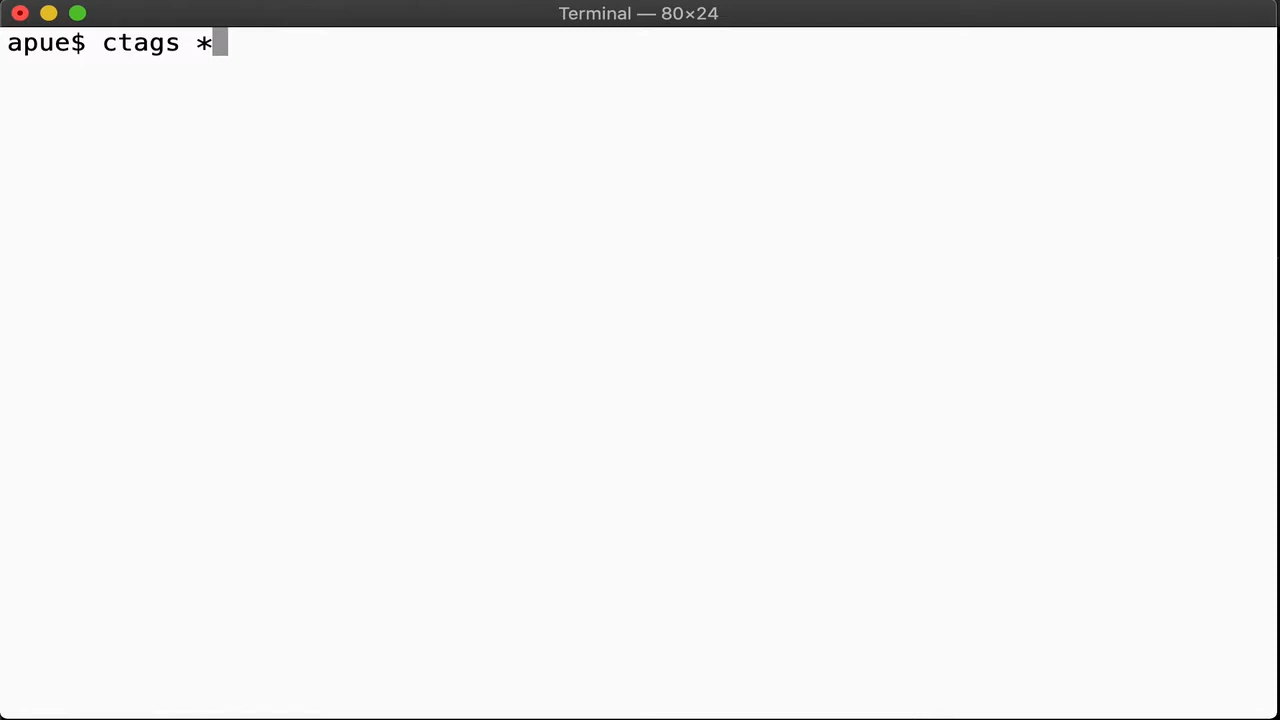 Terminal — 80×24
apue$ ctags *